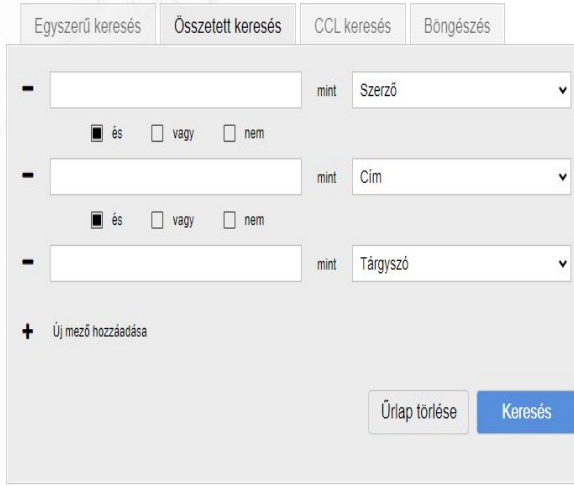 Egyszerű keresés Összetett keresés CCL keresés Böngészés
mint Szerző
és vagy nem
mint Cím
és vagy nem
mint Tárgyszó
Új mező hozzáadása
Űrlap törlése Keresés